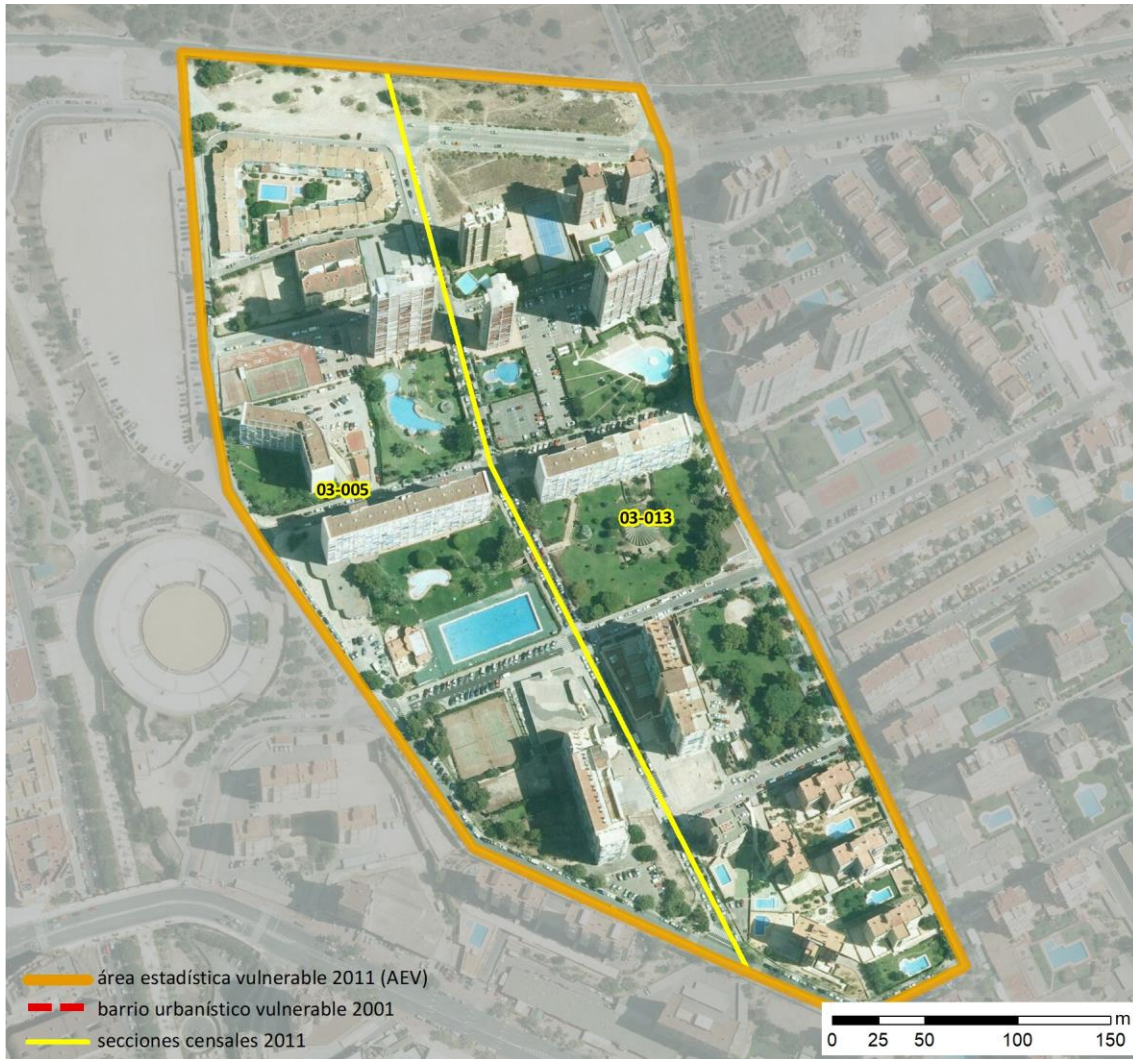 03-005
03-013
área estadística vulnerable 2011 (AEV)
barrio urbanístico vulnerable 2001
secciones censales 2011
m
0 25 50 100 150